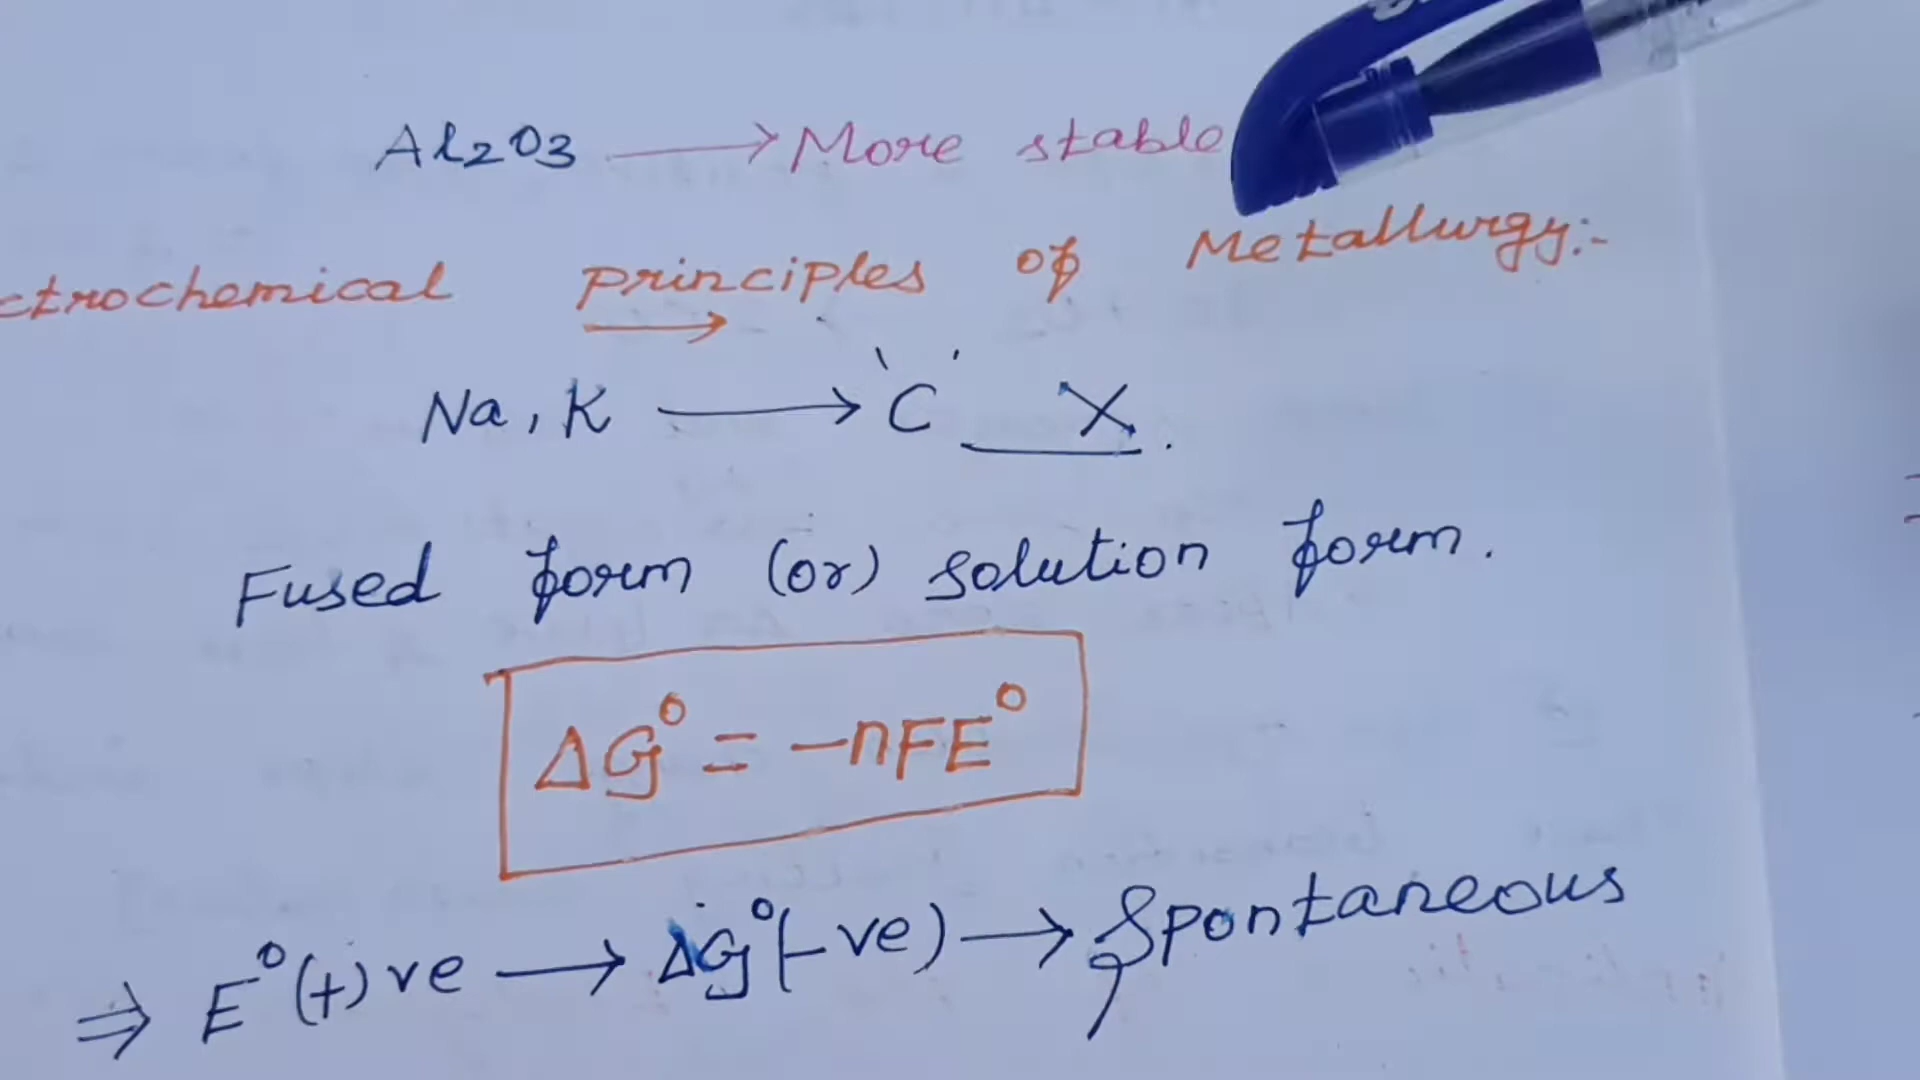 Al2O3 → More stable
ctrochemical principles of Metallurgy:-
Na, K → 'C' X.
Fused form (or) solution form.
ΔG° = -nFE°
⇒ E°(+)ve → ΔG°(-ve) → Spontaneous